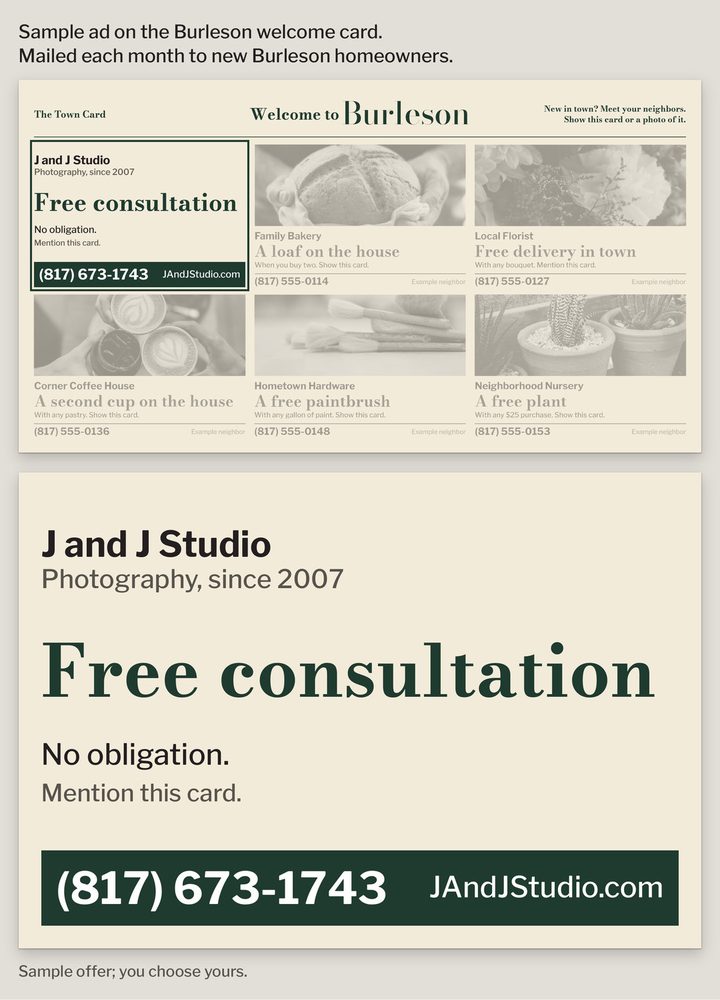 Sample ad on the Burleson welcome card.
Mailed each month to new Burleson homeowners.
The Town Card
Welcome to Burleson
New in town? Meet your neighbors.
Show this card or a photo of it.
J and J Studio
Photography, since 2007
Free consultation
No obligation.
Mention this card.
(817) 673-1743 JAndJStudio.com
Family Bakery
A loaf on the house
When you buy two. Show this card.
(817) 555-0114 Example neighbor
Local Florist
Free delivery in town
With any bouquet. Mention this card.
(817) 555-0127 Example neighbor
Corner Coffee House
A second cup on the house
With any pastry. Show this card.
(817) 555-0136 Example neighbor
Hometown Hardware
A free paintbrush
With any gallon of paint. Show this card.
(817) 555-0148 Example neighbor
Neighborhood Nursery
A free plant
With any $25 purchase. Show this card.
(817) 555-0153 Example neighbor
J and J Studio
Photography, since 2007
Free consultation
No obligation.
Mention this card.
(817) 673-1743 JAndJStudio.com
Sample offer; you choose yours.